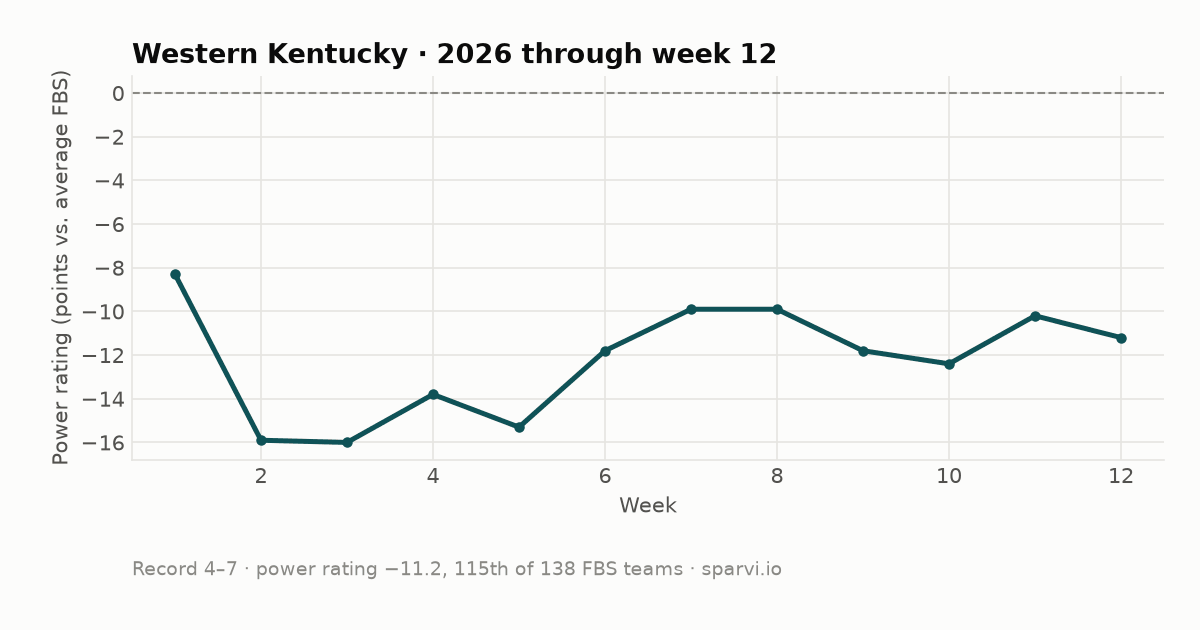 Western Kentucky · 2026 through week 12
Power rating (points vs. average FBS)
0
−2
−4
−6
−8
−10
−12
−14
−16
2 4 6 8 10 12
Week
Record 4–7 · power rating −11.2, 115th of 138 FBS teams · sparvi.io